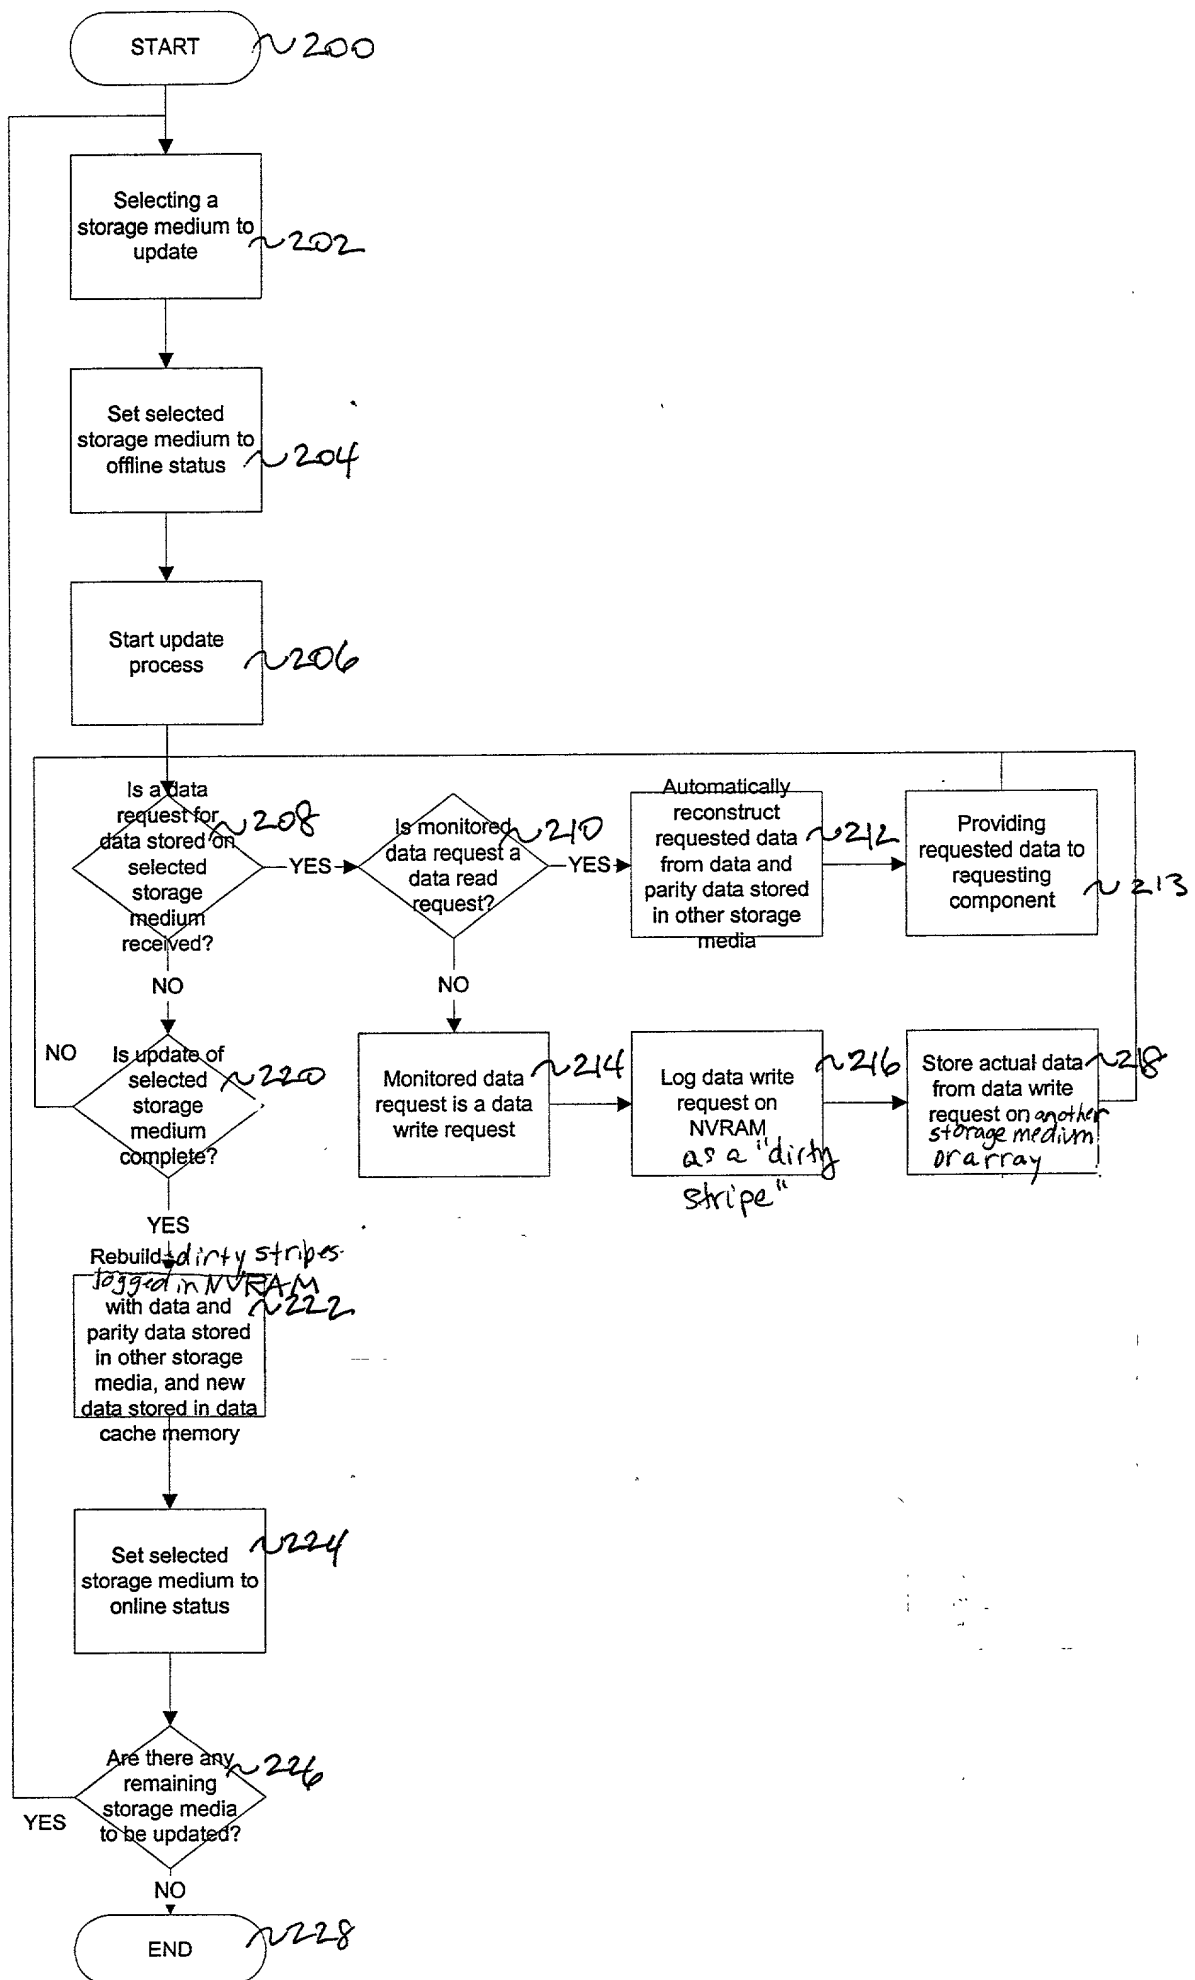 START
~200
Selecting a
storage medium to
update
~202
Set selected
storage medium to
offline status
~204
Start update
process
~206
Is a data
request for
data stored on
selected
storage
medium
received?
~208
YES
Is monitored
data request a
data read
request?
~210
YES
Automatically
reconstruct
requested data
from data and
parity data stored
in other storage
media
~212
Providing
requested data to
requesting
component
~213
NO
NO
NO
Is update of
selected
storage
medium
complete?
~220
Monitored data
request is a data
write request
~214
Log data write
request on
NVRAM
as a "dirty
stripe"
~216
Store actual data
from data write
request on another
storage medium
or array
~218
YES
Rebuild dirty stripes
logged in NVRAM
with data and
parity data stored
in other storage
media, and new
data stored in data
cache memory
~222
Set selected
storage medium to
online status
~224
Are there any
remaining
storage media
to be updated?
~226
YES
NO
END
~228